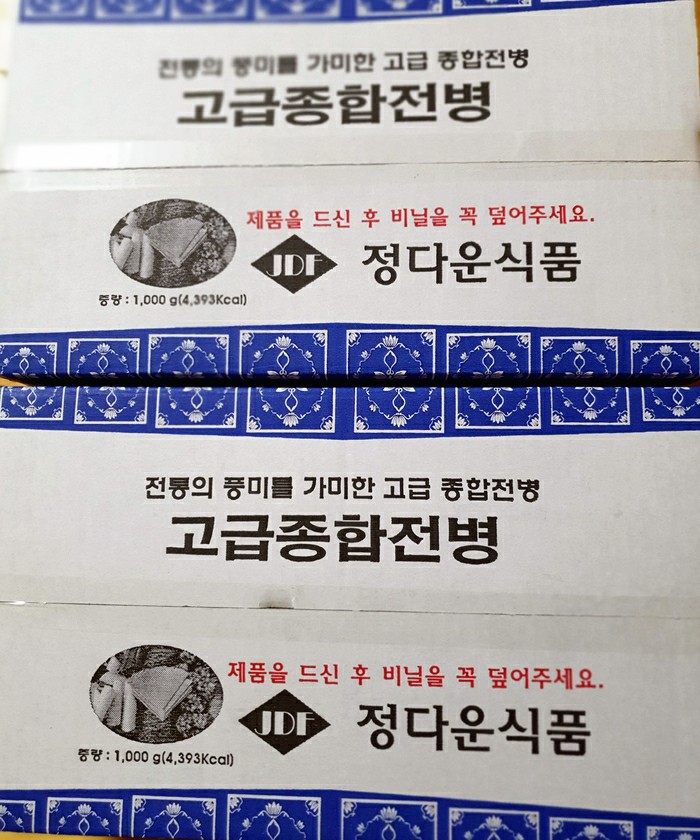 전통의 풍미를 가미한 고급 종합전병
고급종합전병
제품을 드신 후 비닐을 꼭 덮어주세요.
JDF 정다운식품
중량 : 1,000 g(4,393Kcal)
전통의 풍미를 가미한 고급 종합전병
고급종합전병
제품을 드신 후 비닐을 꼭 덮어주세요.
JDF 정다운식품
중량 : 1,000 g(4,393Kcal)